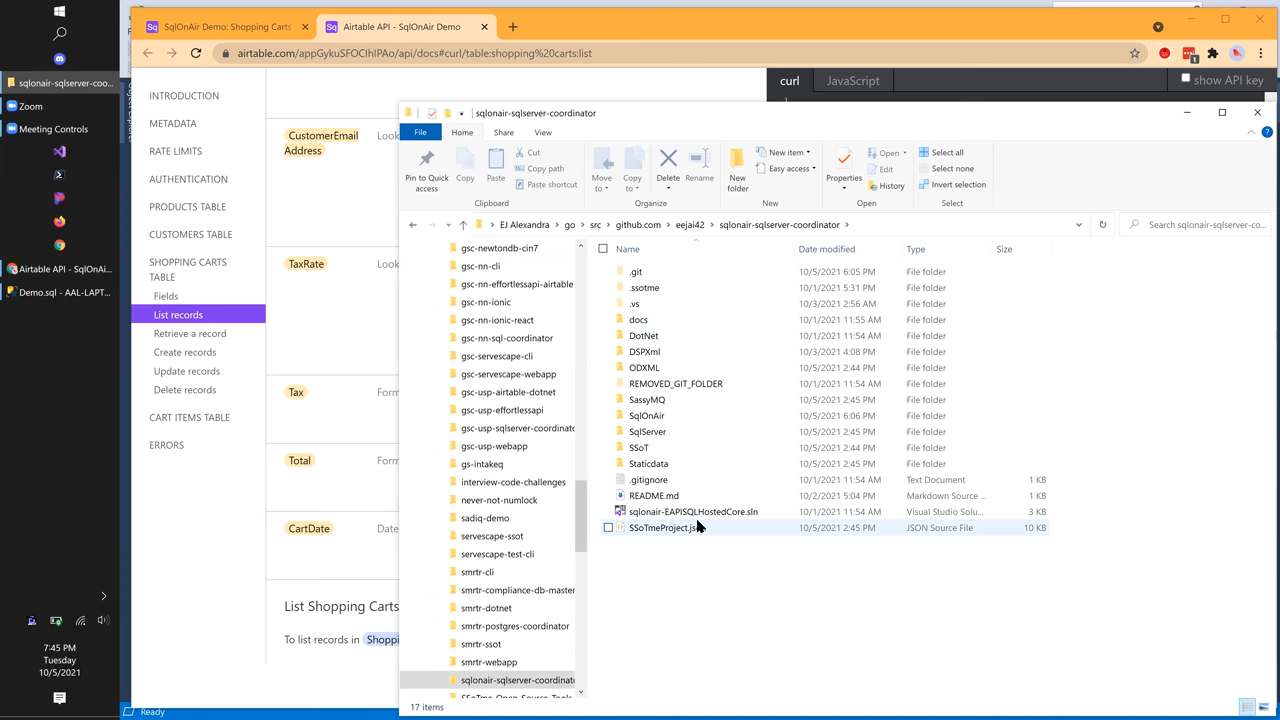 SqlOnAir Demo: Shopping Carts
Airtable API - SqlOnAir Demo
airtable.com/appGykuSFOCIhIPAo/api/docs#curl/table:shopping%20carts:list
sqlonair-sqlserver-coo...
Zoom
Meeting Controls
Airtable API - SqlOnAi...
Demo.sql - AAL-LAPT...
7:45 PM
Tuesday
10/5/2021
INTRODUCTION
METADATA
RATE LIMITS
AUTHENTICATION
PRODUCTS TABLE
CUSTOMERS TABLE
SHOPPING CARTS
TABLE
Fields
List records
Retrieve a record
Create records
Update records
Delete records
CART ITEMS TABLE
ERRORS
CustomerEmail
Address
Look
TaxRate
Look
Tax
Form
Total
Form
CartDate
Form
List Shopping Carts
To list records in Shoppi
curl
JavaScript
show API key
sqlonair-sqlserver-coordinator
File
Home
Share
View
Pin to Quick
access
Copy
Paste
Cut
Copy path
Paste shortcut
Clipboard
Move
to
Copy
to
Delete
Rename
Organize
New
folder
New item
Easy access
New
Properties
Open
Edit
History
Open
Select all
Select none
Invert selection
Select
EJ Alexandra > go > src > github.com > eejai42 > sqlonair-sqlserver-coordinator >
Search sqlonair-sqlserver-coor...
gsc-newtondb-cin7
gsc-nn-cli
gsc-nn-effortlessapi-airtable
gsc-nn-ionic
gsc-nn-ionic-react
gsc-nn-sql-coordinator
gsc-servescape-cli
gsc-servescape-webapp
gsc-usp-airtable-dotnet
gsc-usp-effortlessapi
gsc-usp-sqlserver-coordinato
gsc-usp-webapp
gs-intakeq
interview-code-challenges
never-not-numlock
sadiq-demo
servescape-ssot
servescape-test-cli
smrtr-cli
smrtr-compliance-db-master
smrtr-dotnet
smrtr-postgres-coordinator
smrtr-ssot
smrtr-webapp
sqlonair-sqlserver-coordinato
SSoTme-Open-Source-Tools
Name Date modified Type Size
.git 10/5/2021 6:05 PM File folder
.ssotme 10/1/2021 5:31 PM File folder
.vs 10/3/2021 2:56 AM File folder
docs 10/1/2021 11:55 AM File folder
DotNet 10/1/2021 11:54 AM File folder
DSPXml 10/3/2021 4:08 PM File folder
ODXML 10/5/2021 2:44 PM File folder
REMOVED_GIT_FOLDER 10/1/2021 11:54 AM File folder
SassyMQ 10/5/2021 2:45 PM File folder
SqlOnAir 10/5/2021 6:06 PM File folder
SqlServer 10/5/2021 2:45 PM File folder
SSoT 10/5/2021 2:44 PM File folder
Staticdata 10/5/2021 2:45 PM File folder
.gitignore 10/1/2021 11:54 AM Text Document 1 KB
README.md 10/2/2021 5:04 PM Markdown Source ... 1 KB
sqlonair-EAPISQLHostedCore.sln 10/1/2021 11:54 AM Visual Studio Solu... 3 KB
SSoTmeProject.js 10/5/2021 2:45 PM JSON Source File 10 KB
17 items
Ready